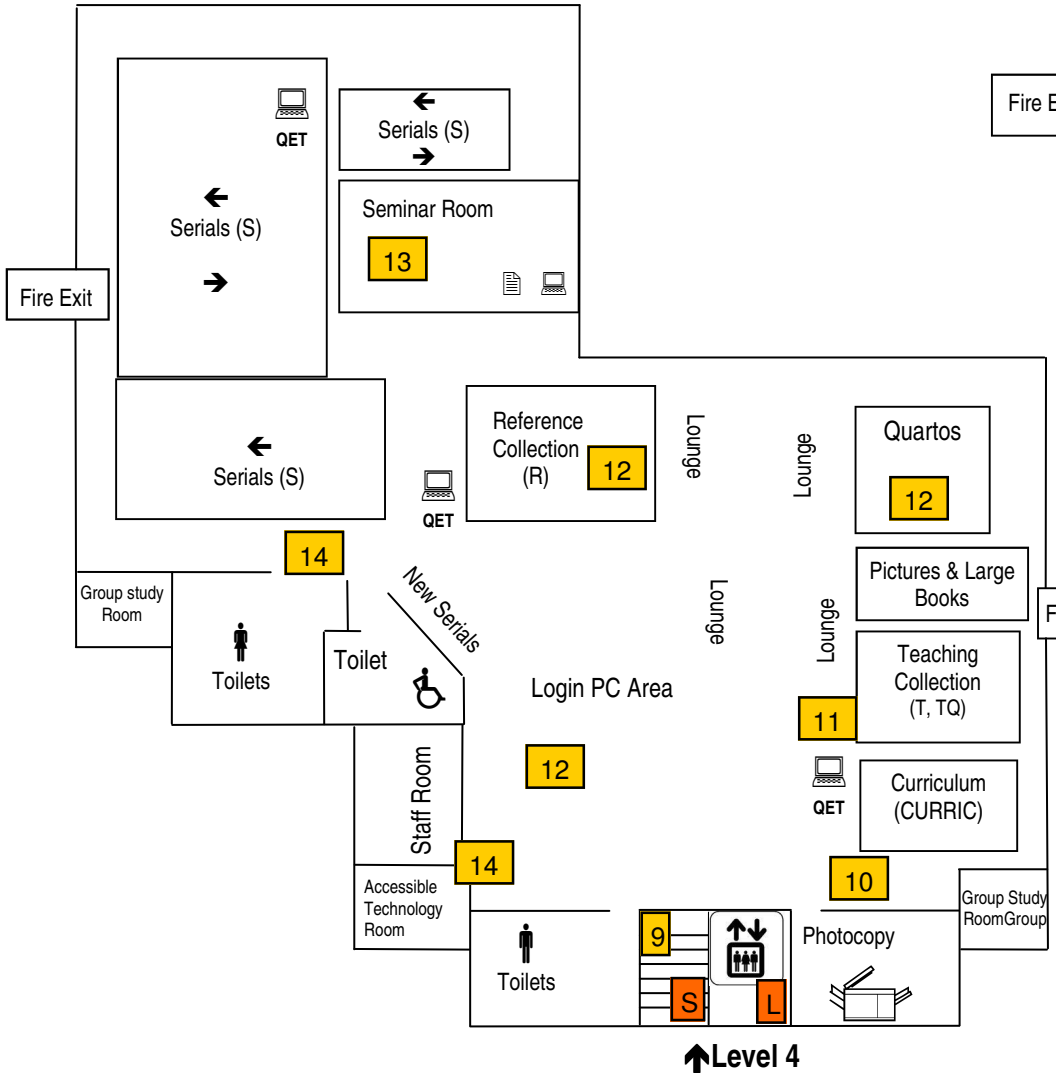 Fire E
QET
Serials (S)
Serials (S)
Seminar Room
13
Fire Exit
Reference
Collection
(R)
12
Lounge
Lounge
Quartos
12
Serials (S)
QET
14
Group study
Room
Toilets
Toilet
New Serials
Lounge
Lounge
Pictures & Large
Books
F
Teaching
Collection
(T, TQ)
11
Login PC Area
12
QET
Curriculum
(CURRIC)
Staff Room
14
10
Accessible
Technology
Room
Group Study
RoomGroup
Toilets
9
S
L
Photocopy
Level 4